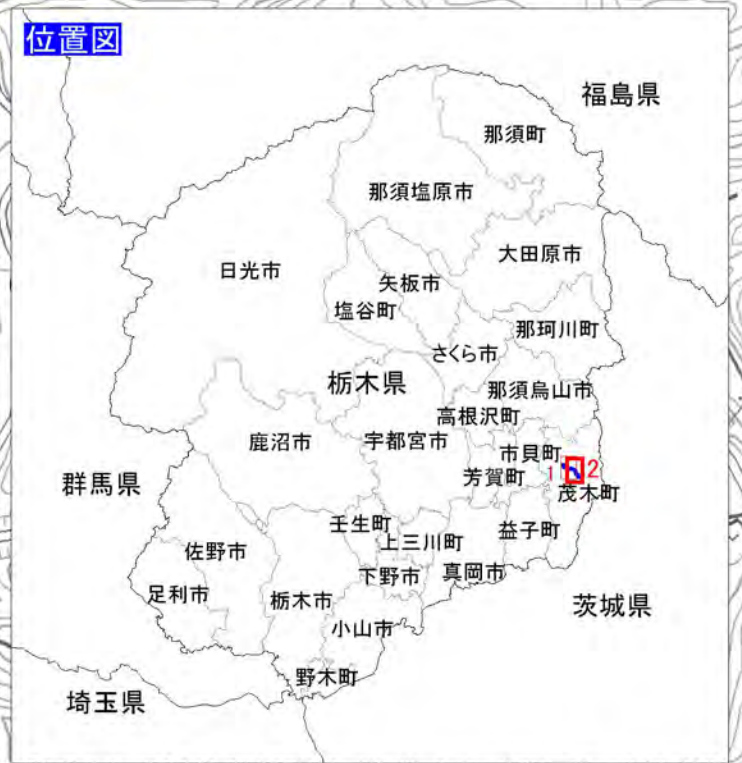 位置図
福島県
那須町
那須塩原市
大田原市
日光市
矢板市
塩谷町
那珂川町
さくら市
栃木県
那須烏山市
高根沢町
鹿沼市
宇都宮市
市貝町
1
2
芳賀町
茂木町
群馬県
壬生町
上三川町
益子町
佐野市
下野市
真岡市
足利市
栃木市
茨城県
小山市
野木町
埼玉県